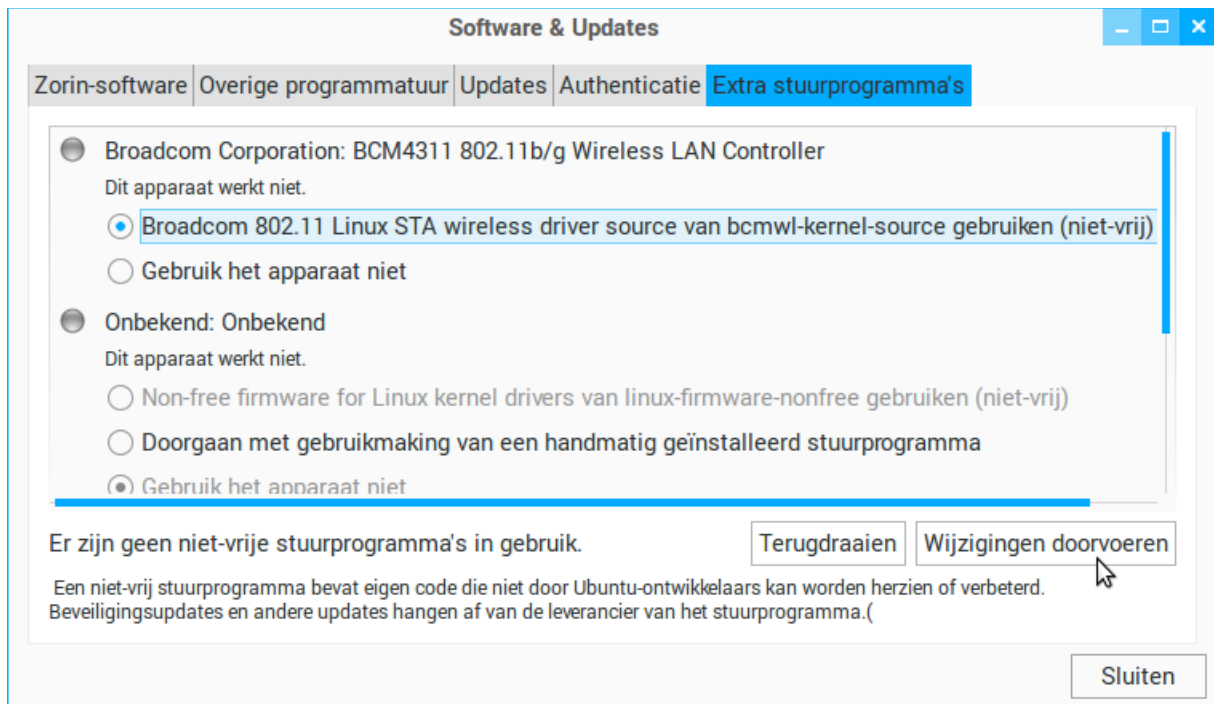 Software & Updates
Zorin-software Overige programmatuur Updates Authenticatie Extra stuurprogramma's
Broadcom Corporation: BCM4311 802.11b/g Wireless LAN Controller
Dit apparaat werkt niet.
Broadcom 802.11 Linux STA wireless driver source van bcmwl-kernel-source gebruiken (niet-vrij)
Gebruik het apparaat niet
Onbekend: Onbekend
Dit apparaat werkt niet.
Non-free firmware for Linux kernel drivers van linux-firmware-nonfree gebruiken (niet-vrij)
Doorgaan met gebruikmaking van een handmatig geïnstalleerd stuurprogramma
Gebruik het apparaat niet
Er zijn geen niet-vrije stuurprogramma's in gebruik. Terugdraaien Wijzigingen doorvoeren
Een niet-vrij stuurprogramma bevat eigen code die niet door Ubuntu-ontwikkelaars kan worden herzien of verbeterd.
Beveiligingsupdates en andere updates hangen af van de leverancier van het stuurprogramma.(
Sluiten